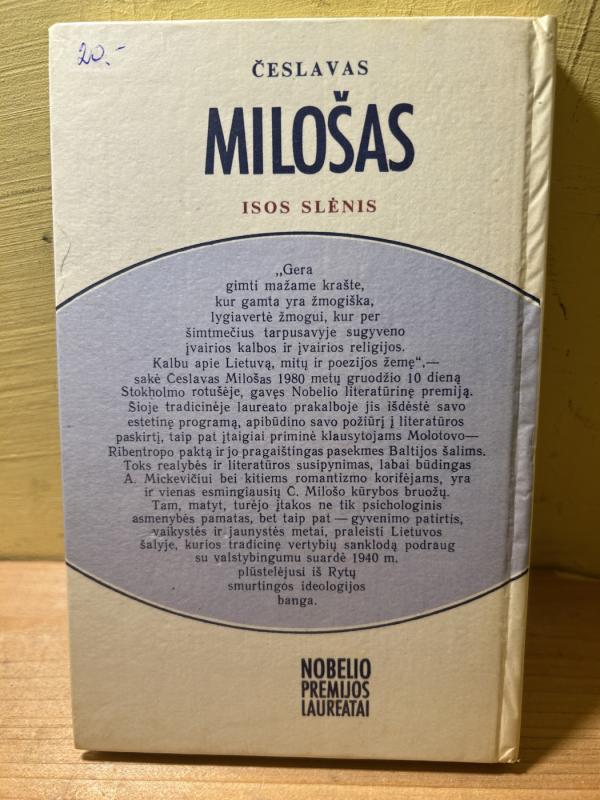 20.-
ČESLAVAS
MILOŠAS
ISOS SLĖNIS
„Gera
gimti mažame krašte,
kur gamta yra žmogiška,
lygiavertė žmogui, kur per
šimtmečius tarpusavyje sugyveno
įvairios kalbos ir įvairios religijos.
Kalbu apie Lietuvą, mitų ir poezijos žemę“,—
sakė Česlavas Milošas 1980 metų gruodžio 10 dieną
Stokholmo rotušėje, gavęs Nobelio literatūrinę premiją.
Šioje tradicinėje laureato prakalboje jis išdėstė savo
estetinę programą, apibūdino savo požiūrį į literatūros
paskirtį, taip pat įtaigiai priminė klausytojams Molotovo—
Ribentropo paktą ir jo pragaištingas pasekmes Baltijos šalims.
Toks realybės ir literatūros susipynimas, labai būdingas
A. Mickevičiui bei kitiems romantizmo korifėjams, yra
ir vienas esmingiausių Č. Milošo kūrybos bruožų.
Tam, matyt, turėjo įtakos ne tik psichologinis
asmenybės pamatas, bet taip pat — gyvenimo patirtis,
vaikystės ir jaunystės metai, praleisti Lietuvos
šalyje, kurios tradicinę vertybių sanklodą podraug
su valstybingumu suardė 1940 m.
plūstelėjusi iš Rytų
smurtingos ideologijos
banga.
NOBELIO
PREMIJOS
LAUREATAI